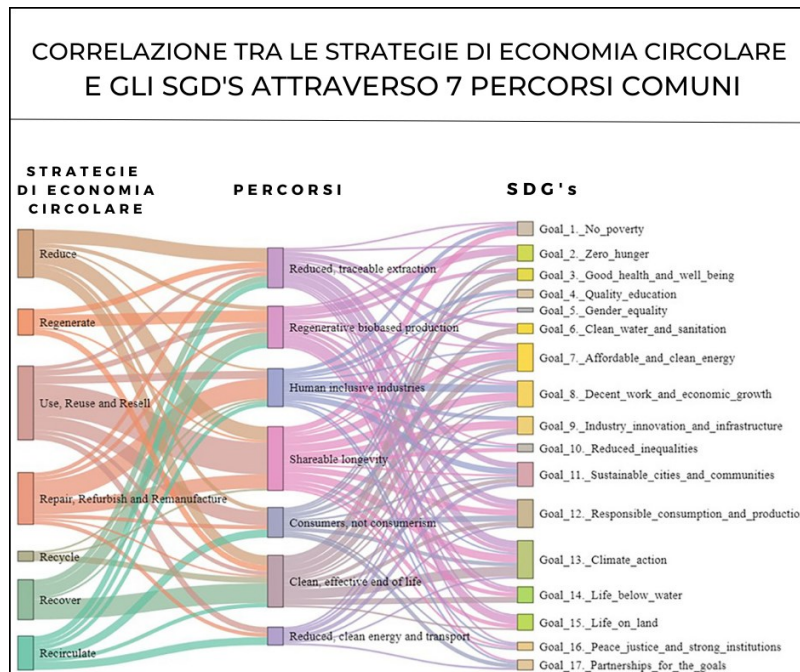 CORRELAZIONE TRA LE STRATEGIE DI ECONOMIA CIRCOLARE
E GLI SGD'S ATTRAVERSO 7 PERCORSI COMUNI
STRATEGIE
DI ECONOMIA
CIRCOLARE
PERCORSI
SDG's
Reduce
Regenerate
Use, Reuse and Resell
Repair, Refurbish and Remanufacture
Recycle
Recover
Recirculate
Reduced, traceable extraction
Regenerative biobased production
Human inclusive industries
Shareable longevity
Consumers, not consumerism
Clean, effective end of life
Reduced, clean energy and transport
Goal_1._No_poverty
Goal_2._Zero_hunger
Goal_3._Good_health_and_well_being
Goal_4._Quality_education
Goal_5._Gender_equality
Goal_6._Clean_water_and_sanitation
Goal_7._Affordable_and_clean_energy
Goal_8._Decent_work_and_economic_growth
Goal_9._Industry_innovation_and_infrastructure
Goal_10._Reduced_inequalities
Goal_11._Sustainable_cities_and_communities
Goal_12._Responsible_consumption_and_productio
Goal_13._Climate_action
Goal_14._Life_below_water
Goal_15._Life_on_land
Goal_16._Peace_justice_and_strong_institutions
Goal_17._Partnerships_for_the_goals